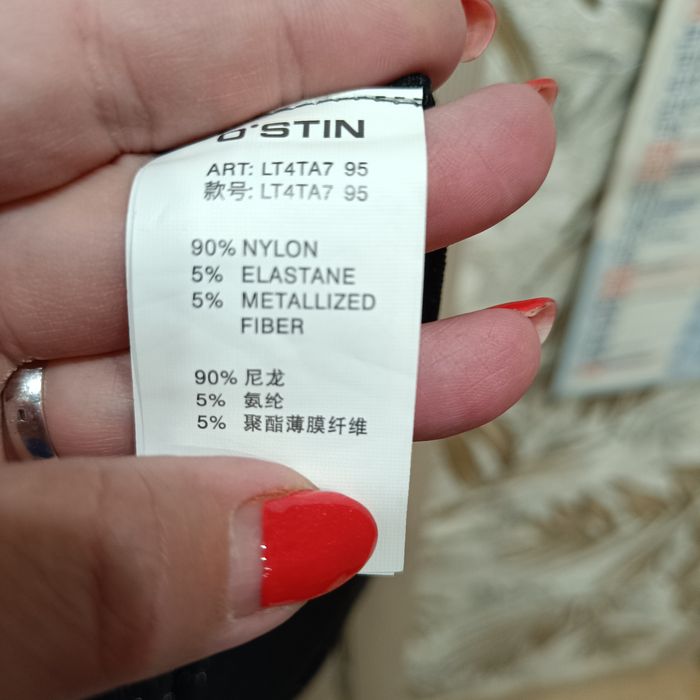 O'STIN
ART: LT4TA7 95
款号: LT4TA7 95
90% NYLON
5% ELASTANE
5% METALLIZED
FIBER
90% 尼龙
5% 氨纶
5% 聚酯薄膜纤维